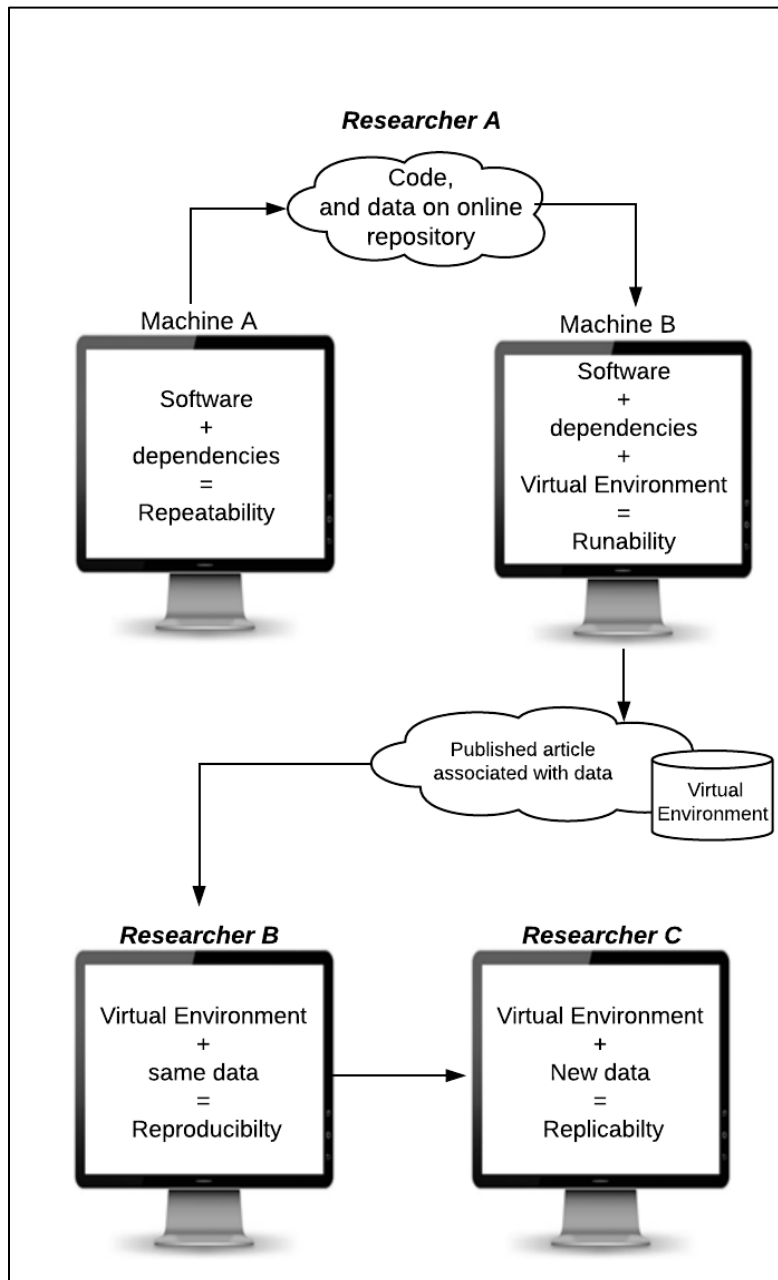 Researcher A
Code,
and data on online
repository
Machine A
Software
+
dependencies
=
Repeatability
Machine B
Software
+
dependencies
+
Virtual Environment
=
Runability
Published article
associated with data
Virtual
Environment
Researcher B
Virtual Environment
+
same data
=
Reproducibilty
Researcher C
Virtual Environment
+
New data
=
Replicabilty